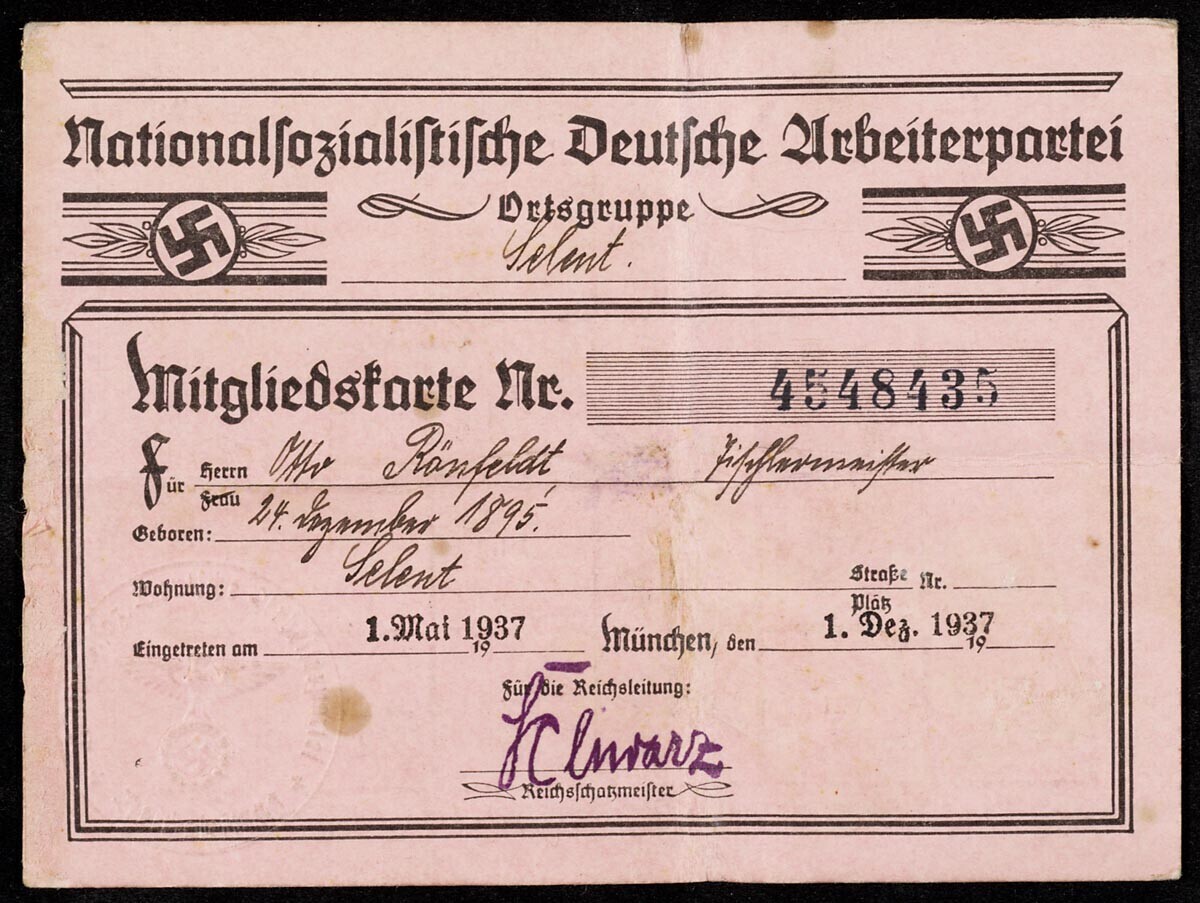 Nationalsozialistische Deutsche Arbeiterpartei
Ortsgruppe
Selent.
Mitgliedskarte Nr. 4548435
Für Herrn Otto Rönfeldt, Tischlermeister
Frau
Geboren: 24. Dezember 1895.
Wohnung: Selent Straße Nr.
Platz
Eingetreten am 1. Mai 1937 19 München, den 1. Dez. 1937 19
Für die Reichsleitung:
Schwarz
Reichsschatzmeister